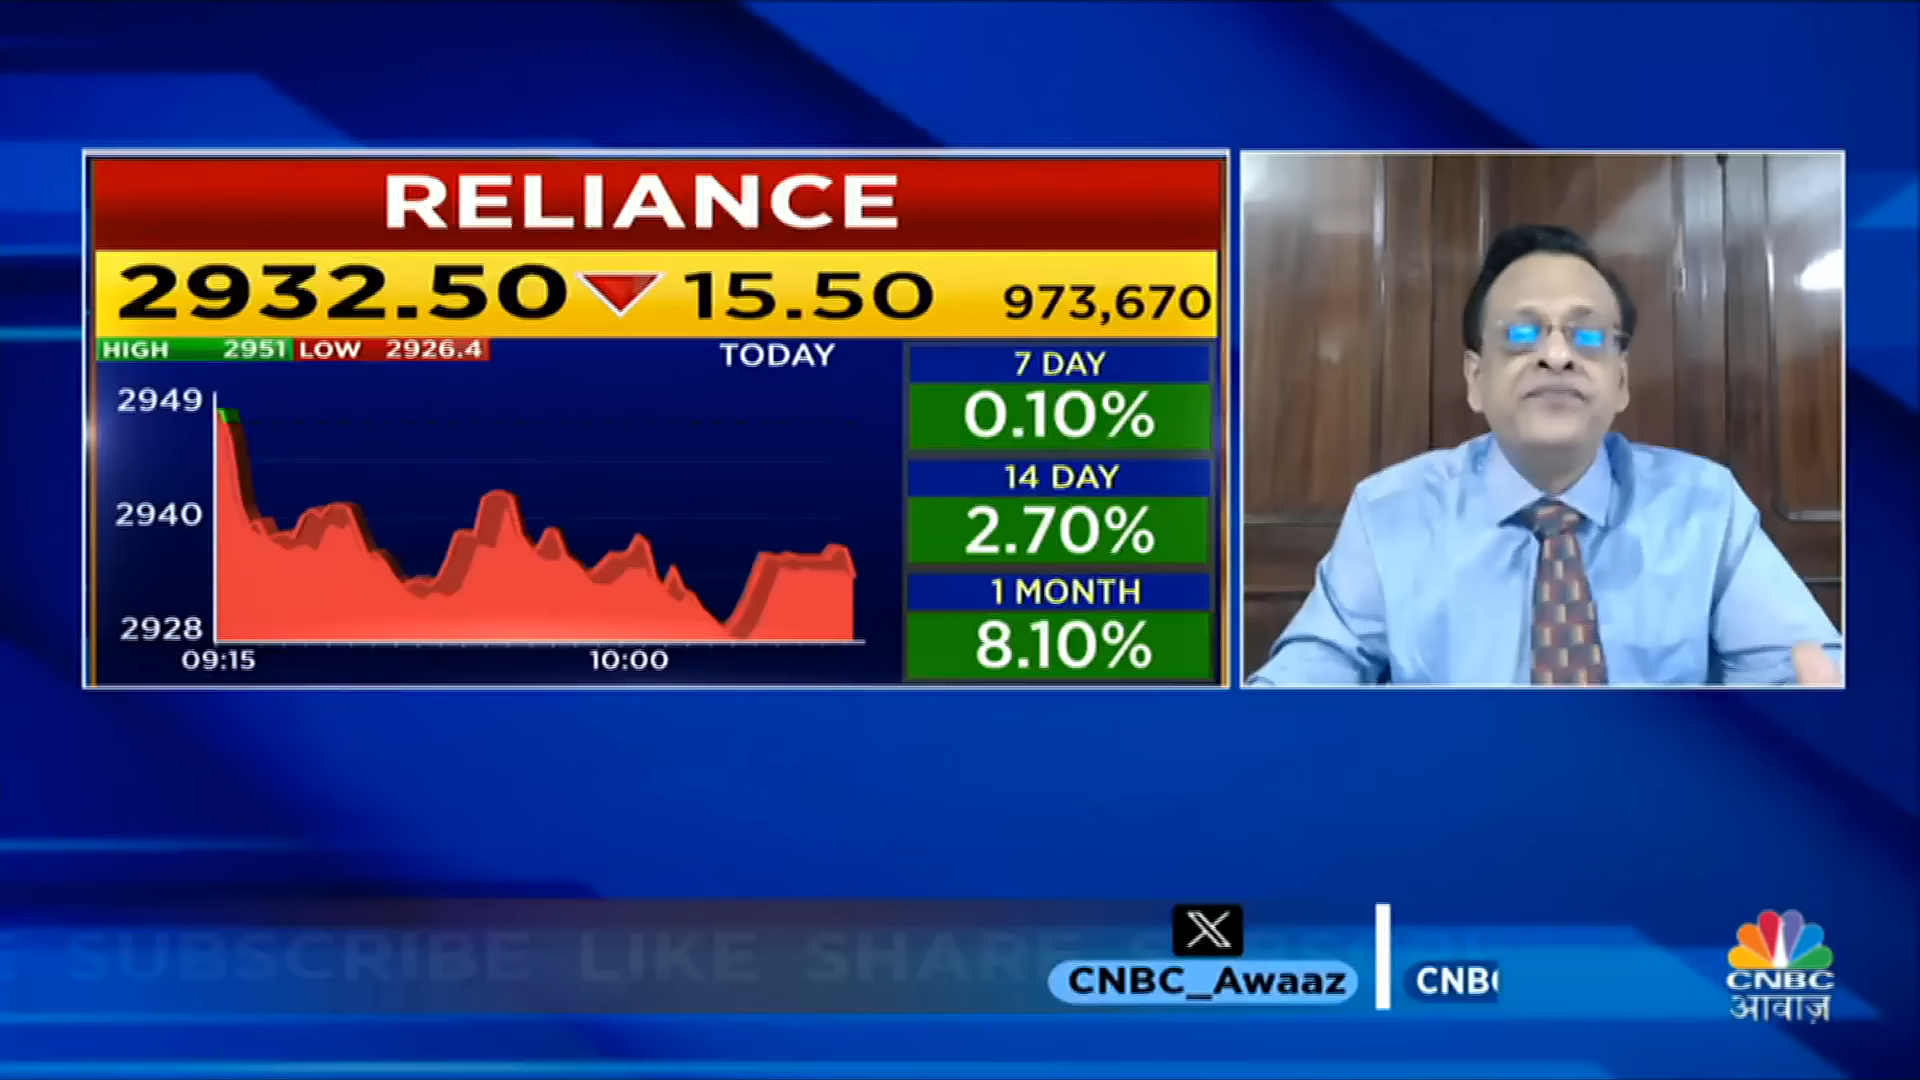 RELIANCE
2932.50 15.50 973,670
HIGH 2951 LOW 2926.4
TODAY
2949
2940
2928
09:15 10:00
7 DAY
0.10%
14 DAY
2.70%
1 MONTH
8.10%
SUBSCRIBE LIKE SHARE
X
CNBC_Awaaz
CNBC
आवाज़